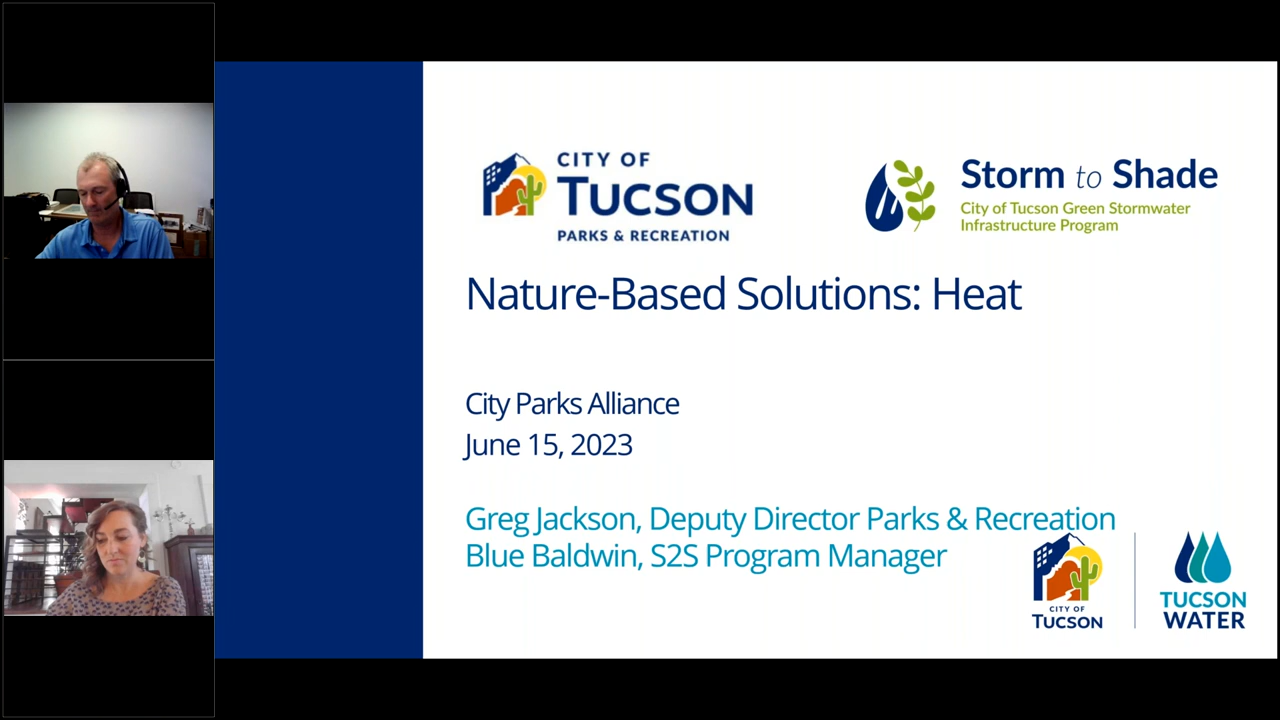 CITY OF
TUCSON
PARKS & RECREATION
Storm to Shade
City of Tucson Green Stormwater
Infrastructure Program
Nature-Based Solutions: Heat
City Parks Alliance
June 15, 2023
Greg Jackson, Deputy Director Parks & Recreation
Blue Baldwin, S2S Program Manager
CITY OF
TUCSON
TUCSON
WATER